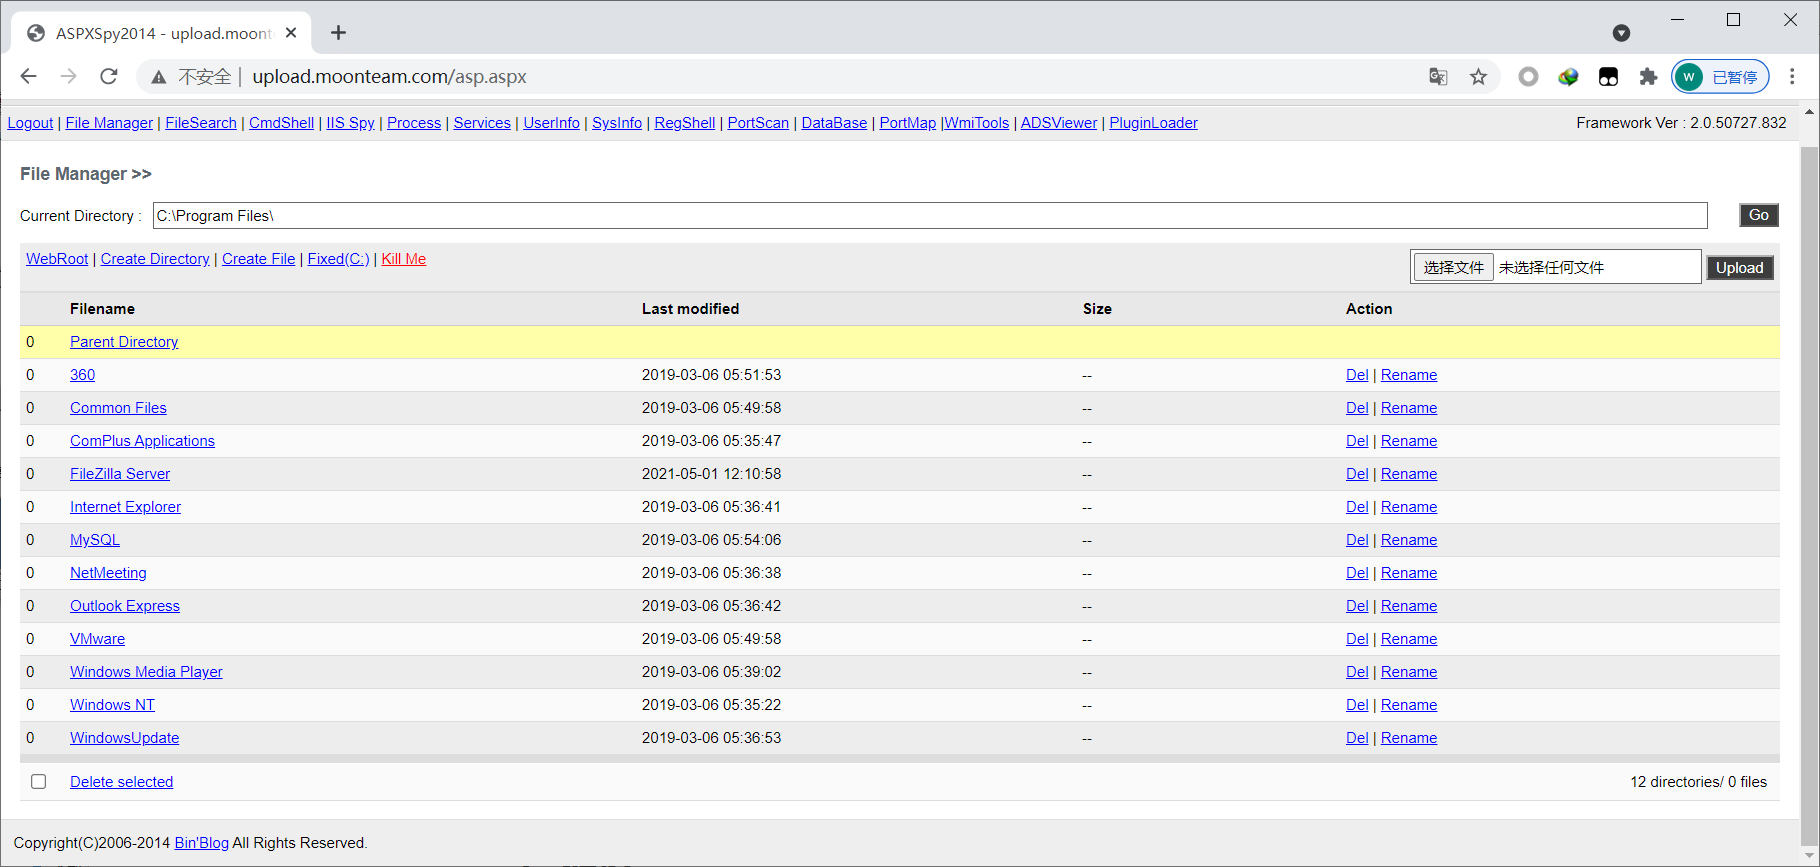 ASPXSpy2014 - upload.moont
不安全 | upload.moonteam.com/asp.aspx
W 已暂停
Logout | File Manager | FileSearch | CmdShell | IIS Spy | Process | Services | UserInfo | SysInfo | RegShell | PortScan | DataBase | PortMap |WmiTools | ADSViewer | PluginLoader Framework Ver : 2.0.50727.832
File Manager >>
Current Directory : C:\Program Files\ Go
WebRoot | Create Directory | Create File | Fixed(C:) | Kill Me 选择文件 未选择任何文件 Upload
Filename Last modified Size Action
0 Parent Directory
0 360 2019-03-06 05:51:53 -- Del | Rename
0 Common Files 2019-03-06 05:49:58 -- Del | Rename
0 ComPlus Applications 2019-03-06 05:35:47 -- Del | Rename
0 FileZilla Server 2021-05-01 12:10:58 -- Del | Rename
0 Internet Explorer 2019-03-06 05:36:41 -- Del | Rename
0 MySQL 2019-03-06 05:54:06 -- Del | Rename
0 NetMeeting 2019-03-06 05:36:38 -- Del | Rename
0 Outlook Express 2019-03-06 05:36:42 -- Del | Rename
0 VMware 2019-03-06 05:49:58 -- Del | Rename
0 Windows Media Player 2019-03-06 05:39:02 -- Del | Rename
0 Windows NT 2019-03-06 05:35:22 -- Del | Rename
0 WindowsUpdate 2019-03-06 05:36:53 -- Del | Rename
Delete selected 12 directories/ 0 files
Copyright(C)2006-2014 Bin'Blog All Rights Reserved.